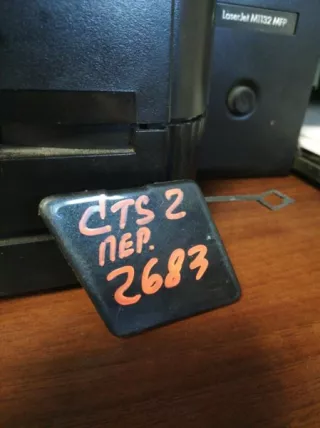 LaserJet M1132 MFP
CTS 2
ПЕР.
2683